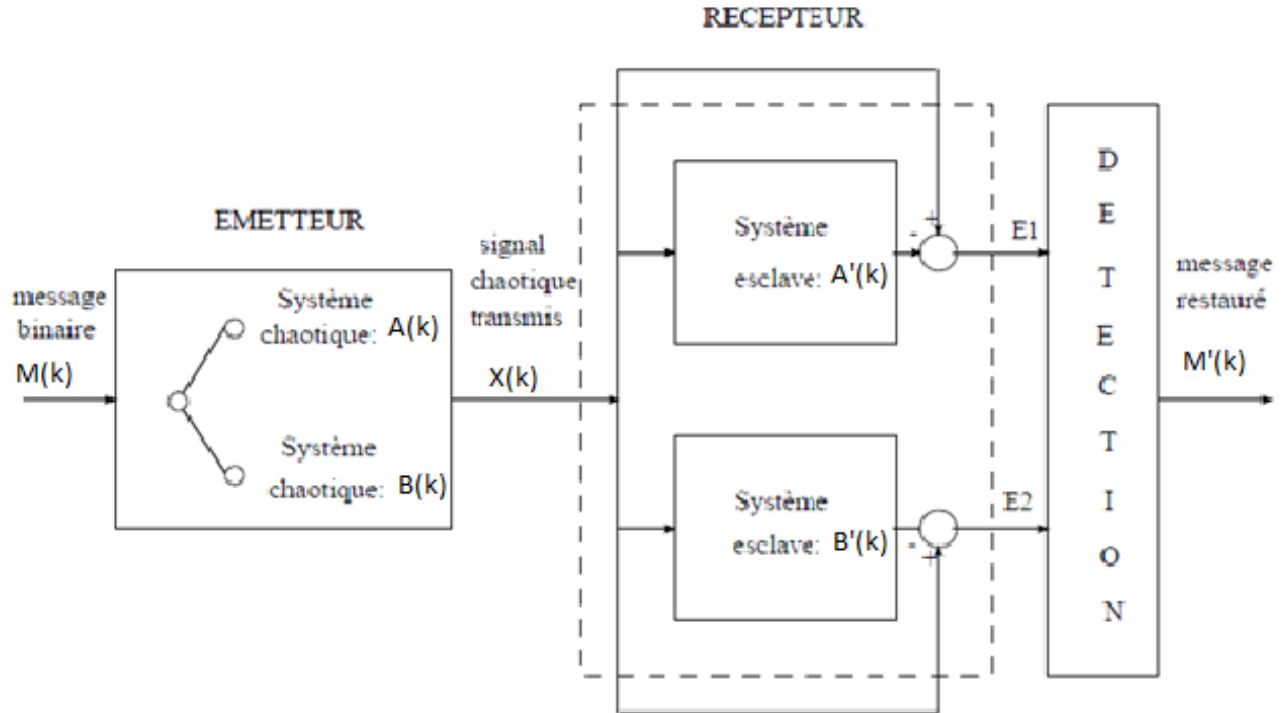 RECEPTEUR
EMETTEUR
message
binaire
M(k)
Système
chaotique: A(k)
Système
chaotique: B(k)
signal
chaotique
transmis
X(k)
Système
esclave: A'(k)
- +
E1
Système
esclave: B'(k)
- +
E2
D
E
T
E
C
T
I
O
N
message
restauré
M'(k)